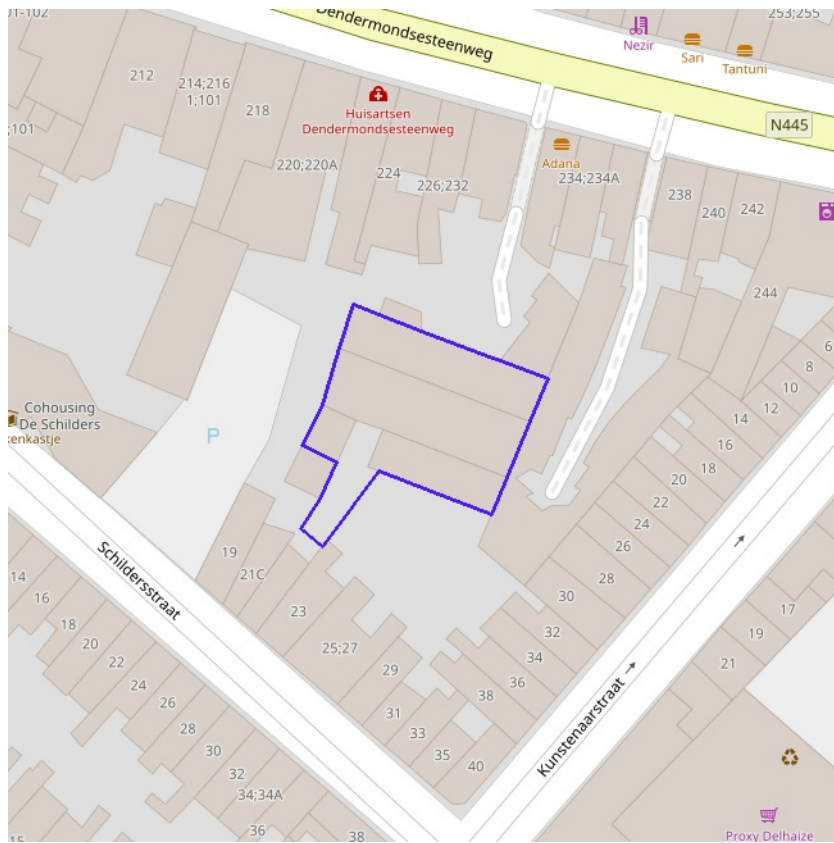 01-102
Dendermondsesteenweg
253;255
Nezir
Sari
Tantuni
212
214;216
1;101
218
Huisartsen
Dendermondsesteenweg
N445
;101
Adana
220;220A
224
226;232
234;234A
238
240
242
244
6
8
10
12
14
16
18
20
22
24
26
28
30
32
34
36
38
40
Cohousing
De Schilders
kenkastje
P
Schildersstraat
19
21C
23
25;27
29
31
33
35
14
16
18
20
22
24
26
28
30
32
34;34A
36
38
15
17
19
21
Kunstenaarstraat
Proxy Delhaize